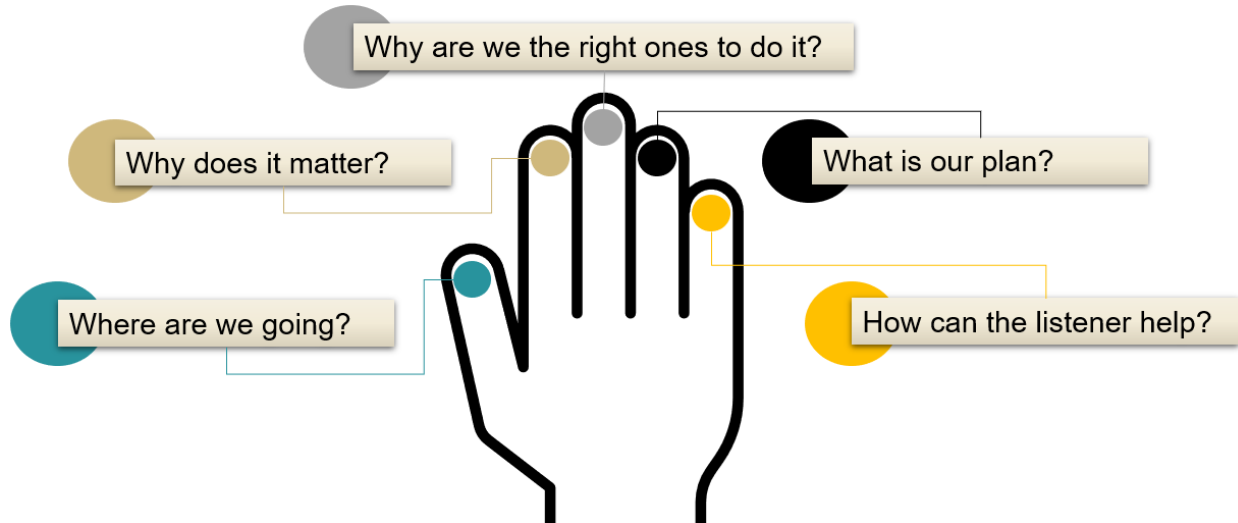 Why are we the right ones to do it?
Why does it matter?
What is our plan?
Where are we going?
How can the listener help?